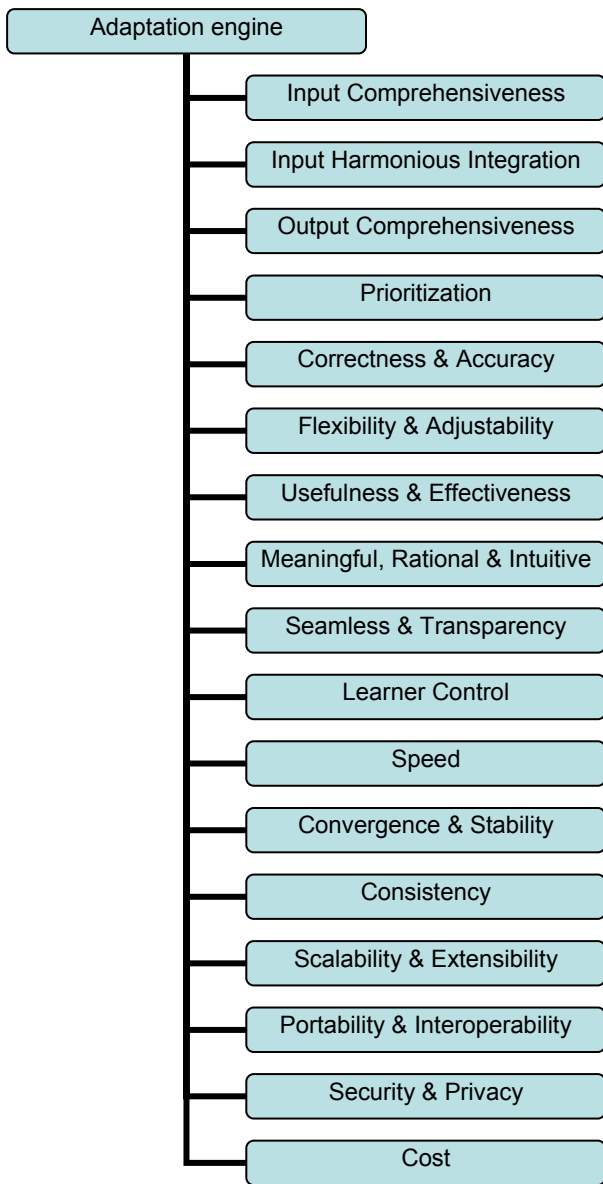 Adaptation engine
Input Comprehensiveness
Input Harmonious Integration
Output Comprehensiveness
Prioritization
Correctness & Accuracy
Flexibility & Adjustability
Usefulness & Effectiveness
Meaningful, Rational & Intuitive
Seamless & Transparency
Learner Control
Speed
Convergence & Stability
Consistency
Scalability & Extensibility
Portability & Interoperability
Security & Privacy
Cost